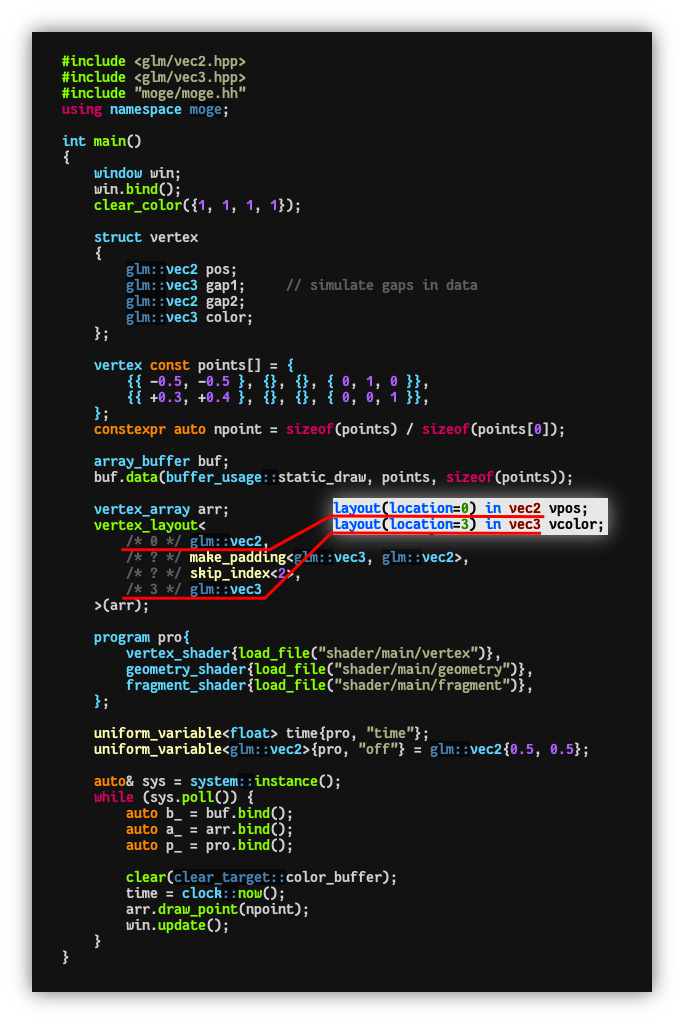 #include <glm/vec2.hpp>
#include <glm/vec3.hpp>
#include "moge/moge.hh"
using namespace moge;

int main()
{
    window win;
    win.bind();
    clear_color({1, 1, 1, 1});

    struct vertex
    {
        glm::vec2 pos;
        glm::vec3 gap1;     // simulate gaps in data
        glm::vec2 gap2;
        glm::vec3 color;
    };

    vertex const points[] = {
        {{ -0.5, -0.5 }, {}, {}, { 0, 1, 0 }},
        {{ +0.3, +0.4 }, {}, {}, { 0, 0, 1 }},
    };
    constexpr auto npoint = sizeof(points) / sizeof(points[0]);

    array_buffer buf;
    buf.data(buffer_usage::static_draw, points, sizeof(points));

    vertex_array arr;
layout(location=0) in vec2 vpos;
    vertex_layout<
layout(location=3) in vec3 vcolor;
        /* 0 */ glm::vec2,
        /* ? */ make_padding<glm::vec3, glm::vec2>,
        /* ? */ skip_index<2>,
        /* 3 */ glm::vec3
    >(arr);

    program pro{
        vertex_shader{load_file("shader/main/vertex")},
        geometry_shader{load_file("shader/main/geometry")},
        fragment_shader{load_file("shader/main/fragment")},
    };

    uniform_variable<float> time{pro, "time"};
    uniform_variable<glm::vec2>{pro, "off"} = glm::vec2{0.5, 0.5};

    auto& sys = system::instance();
    while (sys.poll()) {
        auto b_ = buf.bind();
        auto a_ = arr.bind();
        auto p_ = pro.bind();

        clear(clear_target::color_buffer);
        time = clock::now();
        arr.draw_point(npoint);
        win.update();
    }
}